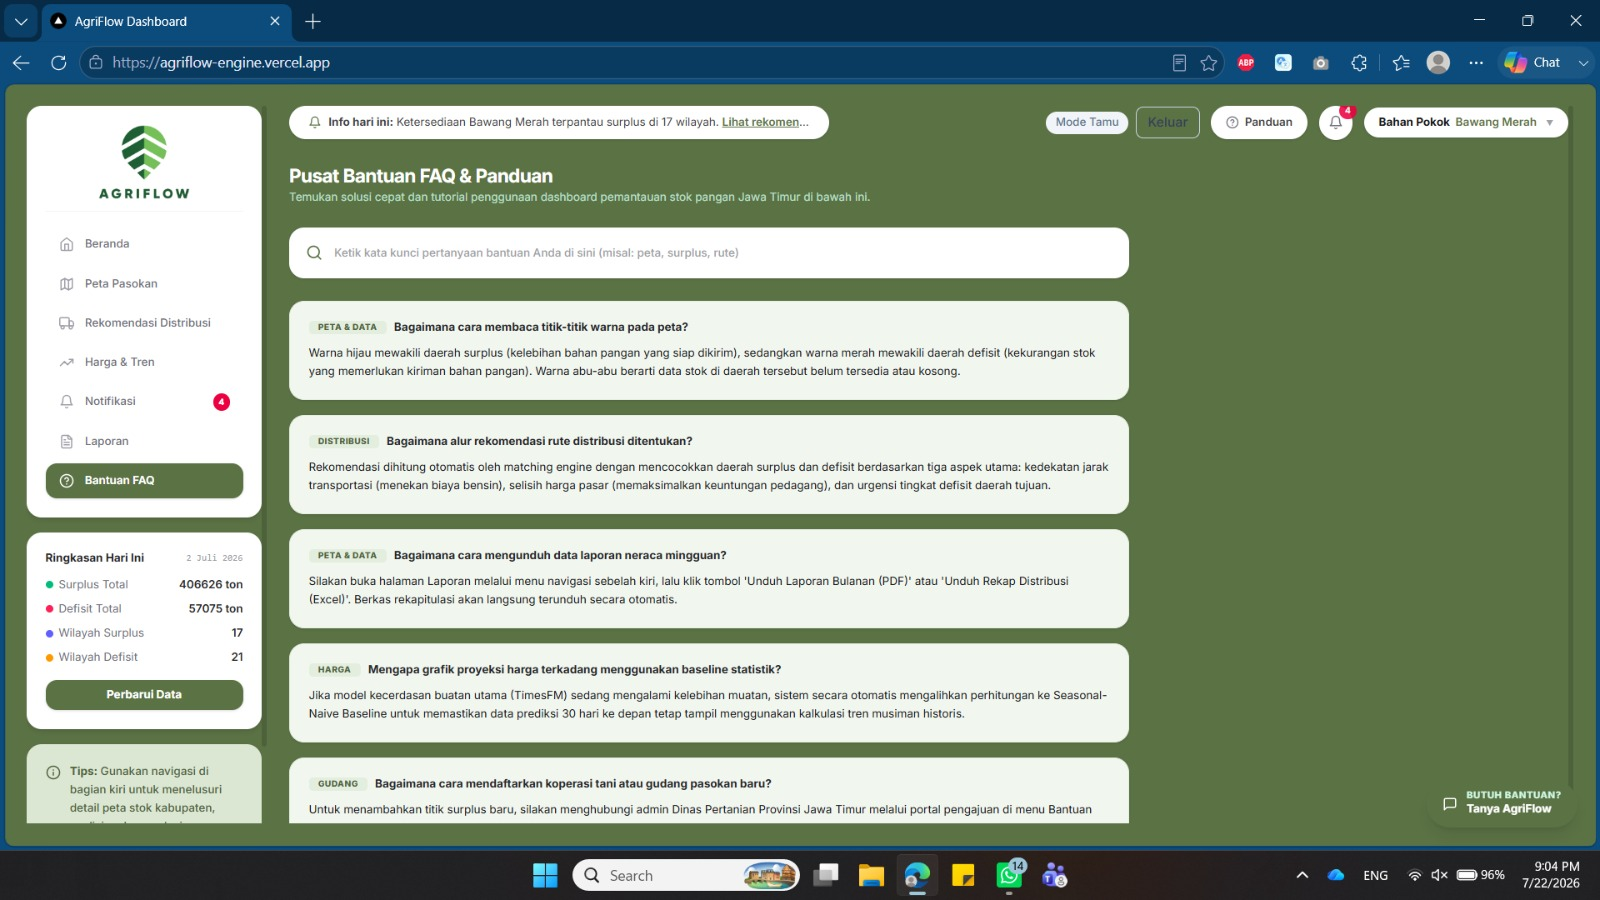 AgriFlow Dashboard
https://agriflow-engine.vercel.app
ABP
Chat
AGRIFLOW
Beranda
Peta Pasokan
Rekomendasi Distribusi
Harga & Tren
Notifikasi
4
Laporan
Bantuan FAQ
Ringkasan Hari Ini
2 Juli 2026
Surplus Total
406626 ton
Defisit Total
57075 ton
Wilayah Surplus
17
Wilayah Defisit
21
Perbarui Data
Tips: Gunakan navigasi di
bagian kiri untuk menelusuri
detail peta stok kabupaten,
Info hari ini: Ketersediaan Bawang Merah terpantau surplus di 17 wilayah. Lihat rekomen...
Mode Tamu
Keluar
Panduan
4
Bahan Pokok Bawang Merah
Pusat Bantuan FAQ & Panduan
Temukan solusi cepat dan tutorial penggunaan dashboard pemantauan stok pangan Jawa Timur di bawah ini.
Ketik kata kunci pertanyaan bantuan Anda di sini (misal: peta, surplus, rute)
PETA & DATA Bagaimana cara membaca titik-titik warna pada peta?
Warna hijau mewakili daerah surplus (kelebihan bahan pangan yang siap dikirim), sedangkan warna merah mewakili daerah defisit (kekurangan stok
yang memerlukan kiriman bahan pangan). Warna abu-abu berarti data stok di daerah tersebut belum tersedia atau kosong.
DISTRIBUSI Bagaimana alur rekomendasi rute distribusi ditentukan?
Rekomendasi dihitung otomatis oleh matching engine dengan mencocokkan daerah surplus dan defisit berdasarkan tiga aspek utama: kedekatan jarak
transportasi (menekan biaya bensin), selisih harga pasar (memaksimalkan keuntungan pedagang), dan urgensi tingkat defisit daerah tujuan.
PETA & DATA Bagaimana cara mengunduh data laporan neraca mingguan?
Silakan buka halaman Laporan melalui menu navigasi sebelah kiri, lalu klik tombol 'Unduh Laporan Bulanan (PDF)' atau 'Unduh Rekap Distribusi
(Excel)'. Berkas rekapitulasi akan langsung terunduh secara otomatis.
HARGA Mengapa grafik proyeksi harga terkadang menggunakan baseline statistik?
Jika model kecerdasan buatan utama (TimesFM) sedang mengalami kelebihan muatan, sistem secara otomatis mengalihkan perhitungan ke Seasonal-
Naive Baseline untuk memastikan data prediksi 30 hari ke depan tetap tampil menggunakan kalkulasi tren musiman historis.
GUDANG Bagaimana cara mendaftarkan koperasi tani atau gudang pasokan baru?
Untuk menambahkan titik surplus baru, silakan menghubungi admin Dinas Pertanian Provinsi Jawa Timur melalui portal pengajuan di menu Bantuan
BUTUH BANTUAN?
Tanya AgriFlow
Search
14
ENG
96%
9:04 PM
7/22/2026